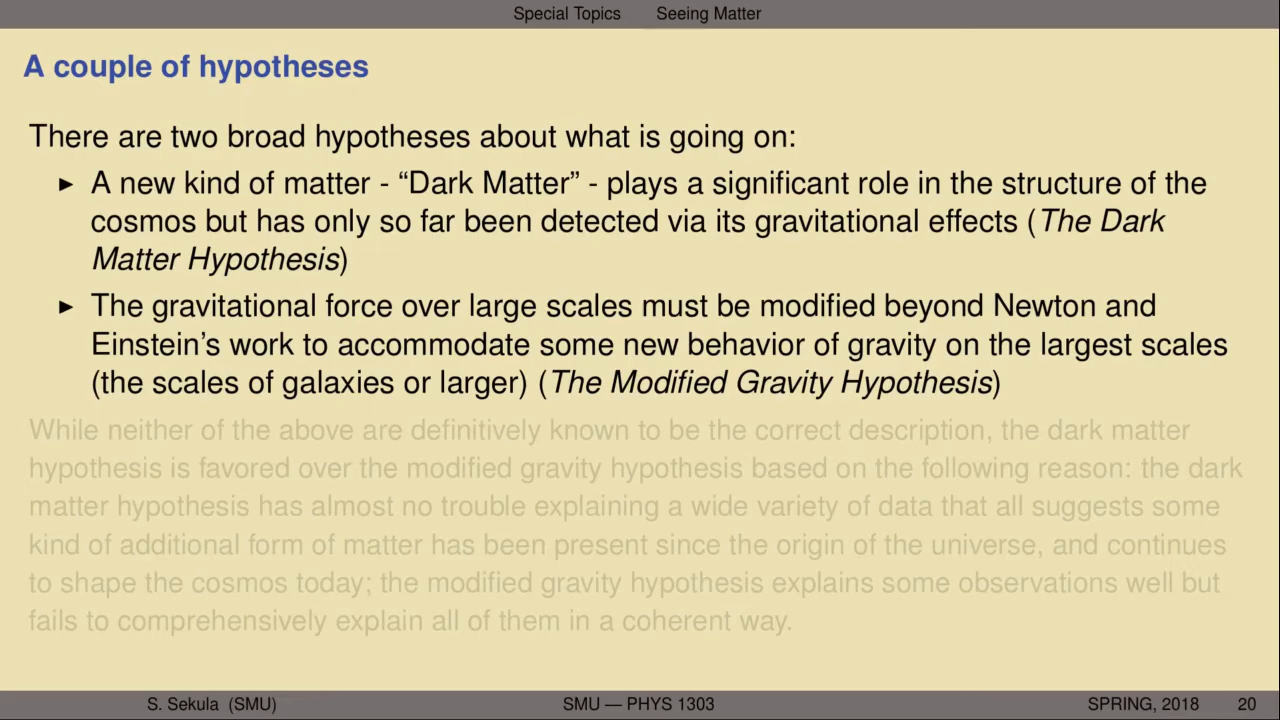 Special Topics Seeing Matter
A couple of hypotheses
There are two broad hypotheses about what is going on:
▶ A new kind of matter - “Dark Matter” - plays a significant role in the structure of the
cosmos but has only so far been detected via its gravitational effects (The Dark
Matter Hypothesis)
▶ The gravitational force over large scales must be modified beyond Newton and
Einstein’s work to accommodate some new behavior of gravity on the largest scales
(the scales of galaxies or larger) (The Modified Gravity Hypothesis)
While neither of the above are definitively known to be the correct description, the dark matter
hypothesis is favored over the modified gravity hypothesis based on the following reason: the dark
matter hypothesis has almost no trouble explaining a wide variety of data that all suggests some
kind of additional form of matter has been present since the origin of the universe, and continues
to shape the cosmos today; the modified gravity hypothesis explains some observations well but
fails to comprehensively explain all of them in a coherent way.
S. Sekula (SMU) SMU — PHYS 1303 SPRING, 2018 20